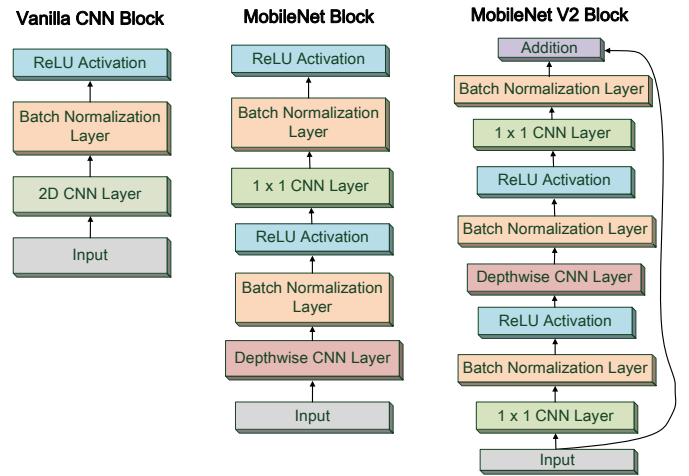 Vanilla CNN Block
ReLU Activation
Batch Normalization
Layer
2D CNN Layer
Input
MobileNet Block
ReLU Activation
Batch Normalization
Layer
1 x 1 CNN Layer
ReLU Activation
Batch Normalization
Layer
Depthwise CNN Layer
Input
MobileNet V2 Block
Addition
Batch Normalization Layer
1 x 1 CNN Layer
ReLU Activation
Batch Normalization Layer
Depthwise CNN Layer
ReLU Activation
Batch Normalization Layer
1 x 1 CNN Layer
Input